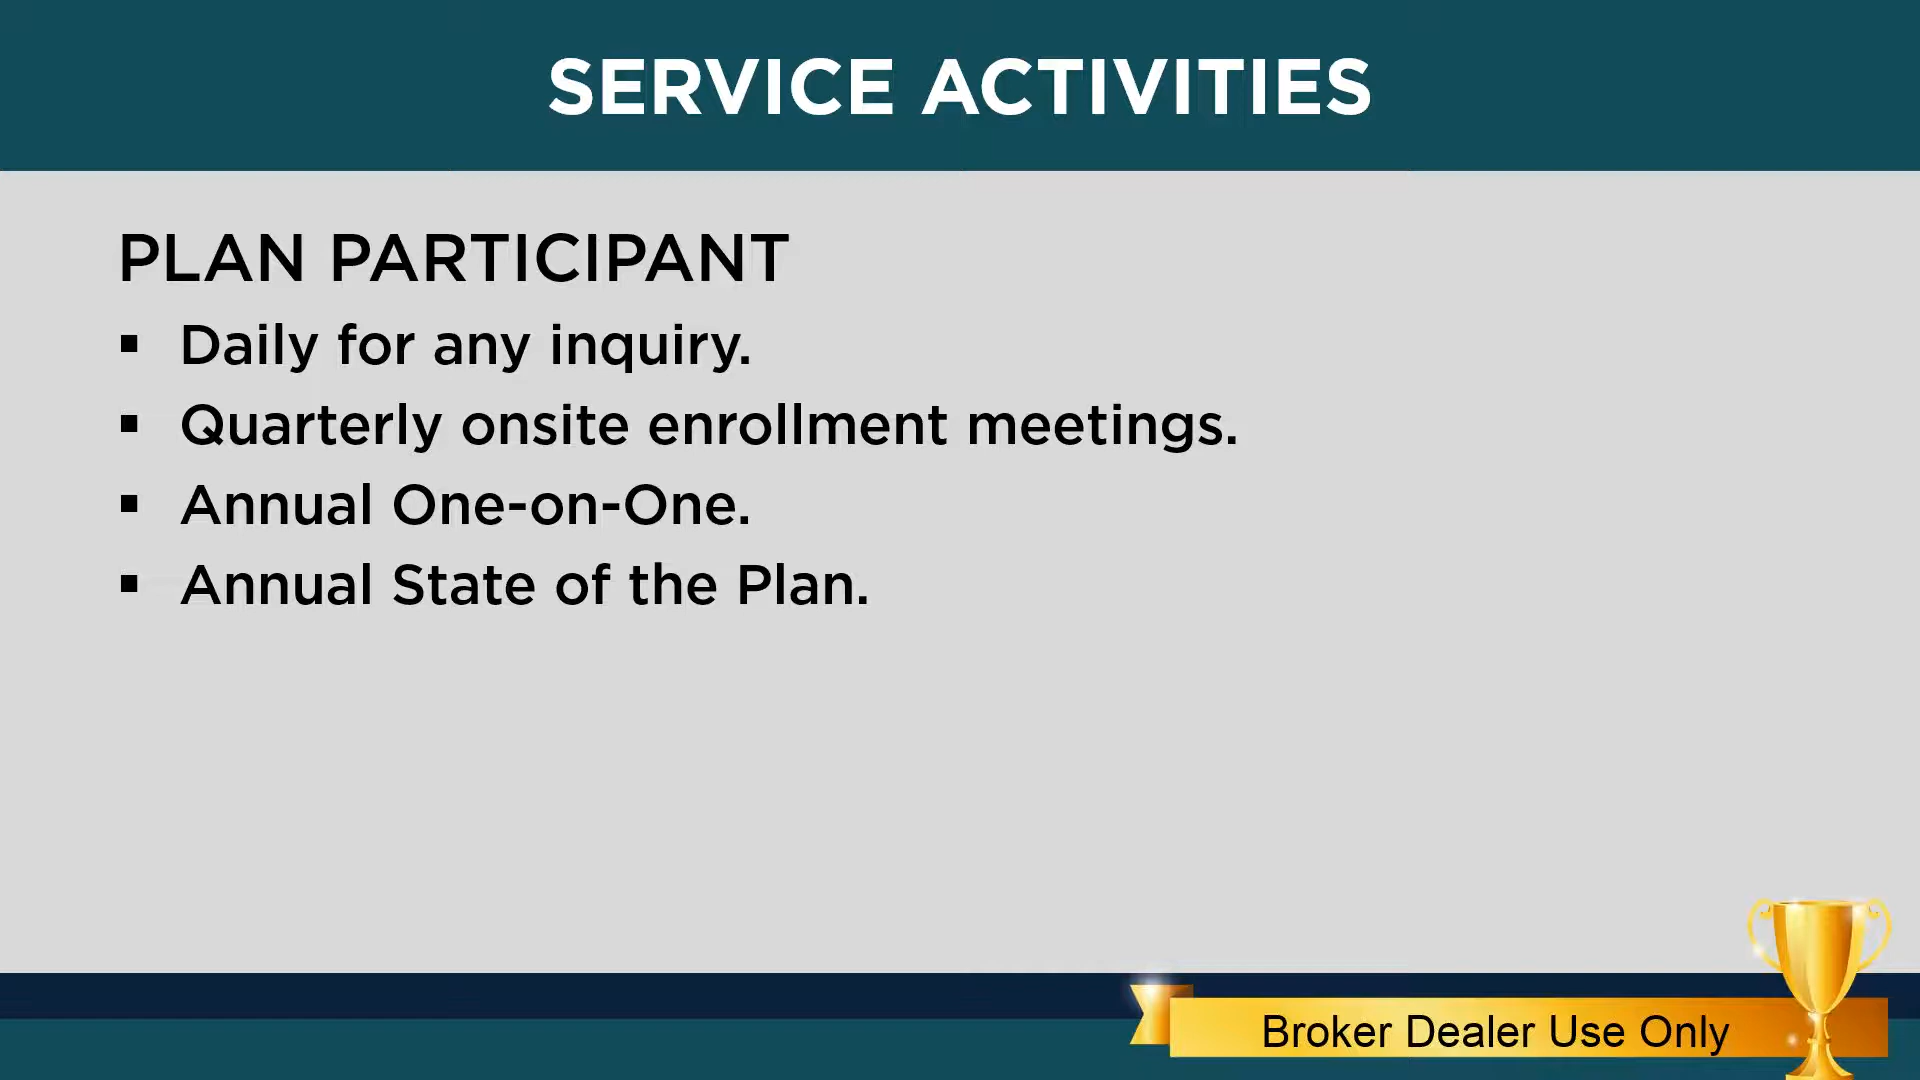 SERVICE ACTIVITIES
PLAN PARTICIPANT
▪ Daily for any inquiry.
▪ Quarterly onsite enrollment meetings.
▪ Annual One-on-One.
▪ Annual State of the Plan.
Broker Dealer Use Only